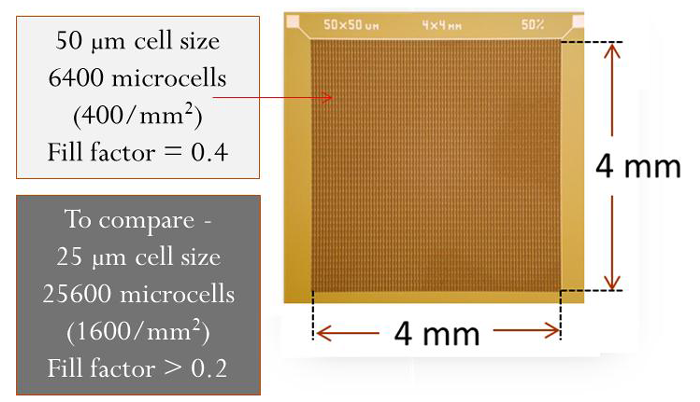 50 µm cell size
6400 microcells
(400/mm²)
Fill factor = 0.4
To compare -
25 µm cell size
25600 microcells
(1600/mm²)
Fill factor > 0.2
50×50 um 4×4 mm 50%
4 mm
4 mm